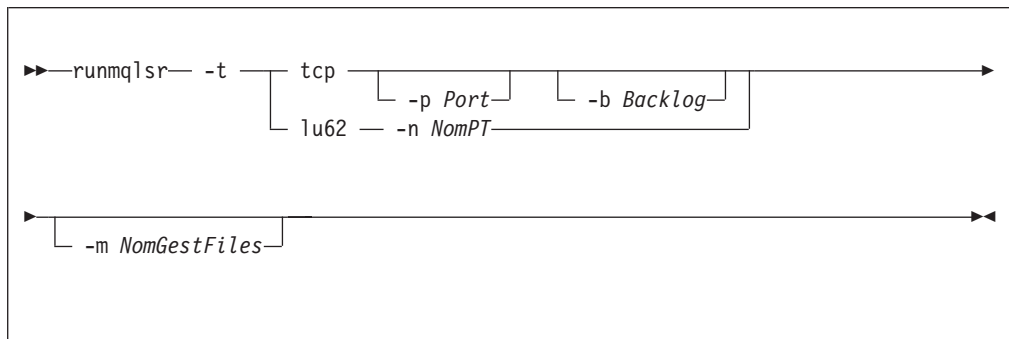 runmqlsr -t tcp
-p Port -b Backlog
lu62 -n NomPT
-m NomGestFiles